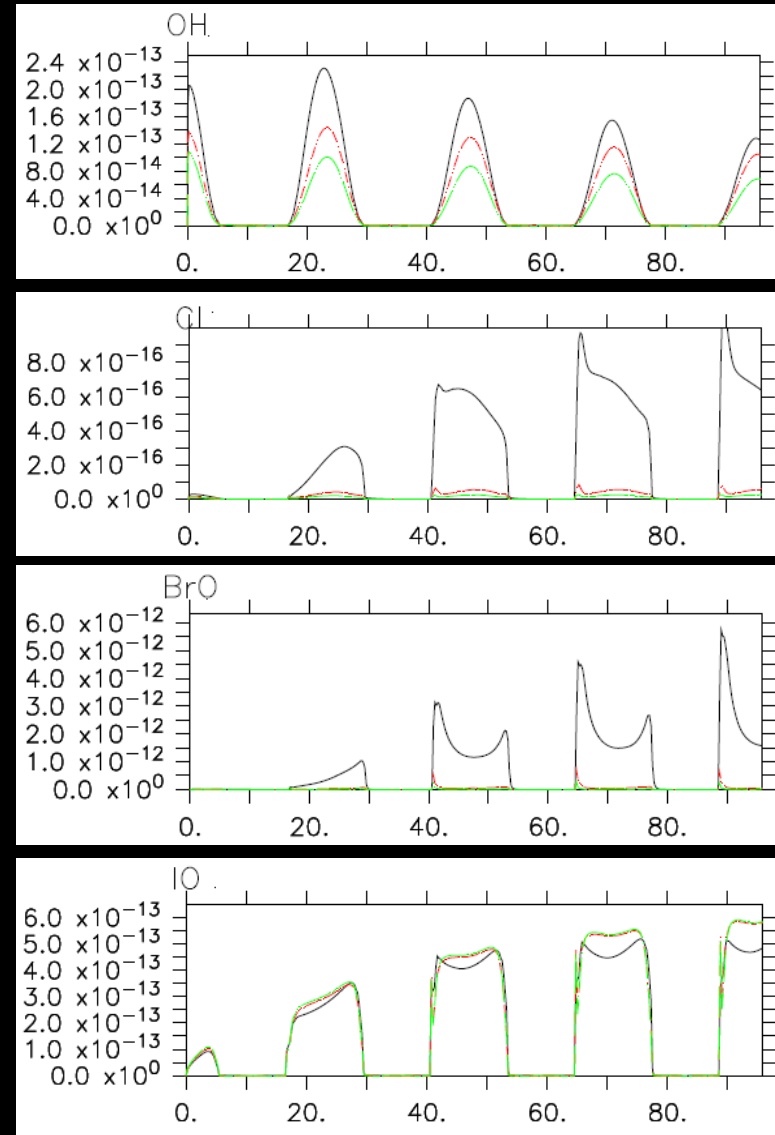 OH
2.4 x10⁻¹³
2.0 x10⁻¹³
1.6 x10⁻¹³
1.2 x10⁻¹³
8.0 x10⁻¹⁴
4.0 x10⁻¹⁴
0.0 x10⁰
0. 20. 40. 60. 80.
Cl
8.0 x10⁻¹⁶
6.0 x10⁻¹⁶
4.0 x10⁻¹⁶
2.0 x10⁻¹⁶
0.0 x10⁰
0. 20. 40. 60. 80.
BrO
6.0 x10⁻¹²
5.0 x10⁻¹²
4.0 x10⁻¹²
3.0 x10⁻¹²
2.0 x10⁻¹²
1.0 x10⁻¹²
0.0 x10⁰
0. 20. 40. 60. 80.
IO
6.0 x10⁻¹³
5.0 x10⁻¹³
4.0 x10⁻¹³
3.0 x10⁻¹³
2.0 x10⁻¹³
1.0 x10⁻¹³
0.0 x10⁰
0. 20. 40. 60. 80.